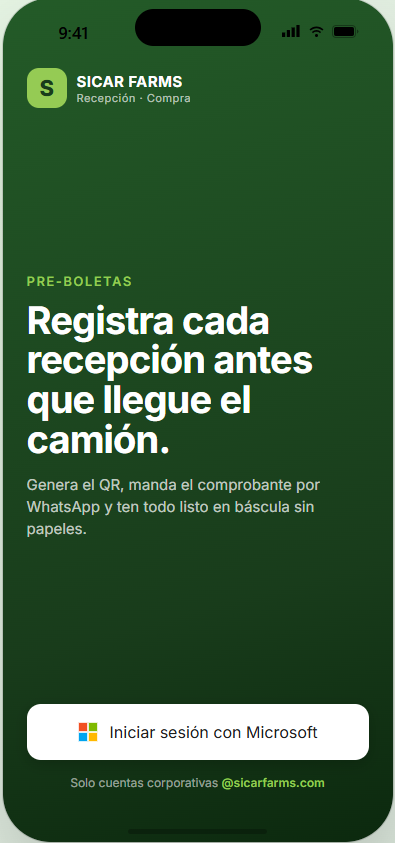 9:41
S
SICAR FARMS
Recepción · Compra
PRE-BOLETAS
Registra cada
recepción antes
que llegue el
camión.
Genera el QR, manda el comprobante por
WhatsApp y ten todo listo en báscula sin
papeles.
Iniciar sesión con Microsoft
Solo cuentas corporativas @sicarfarms.com